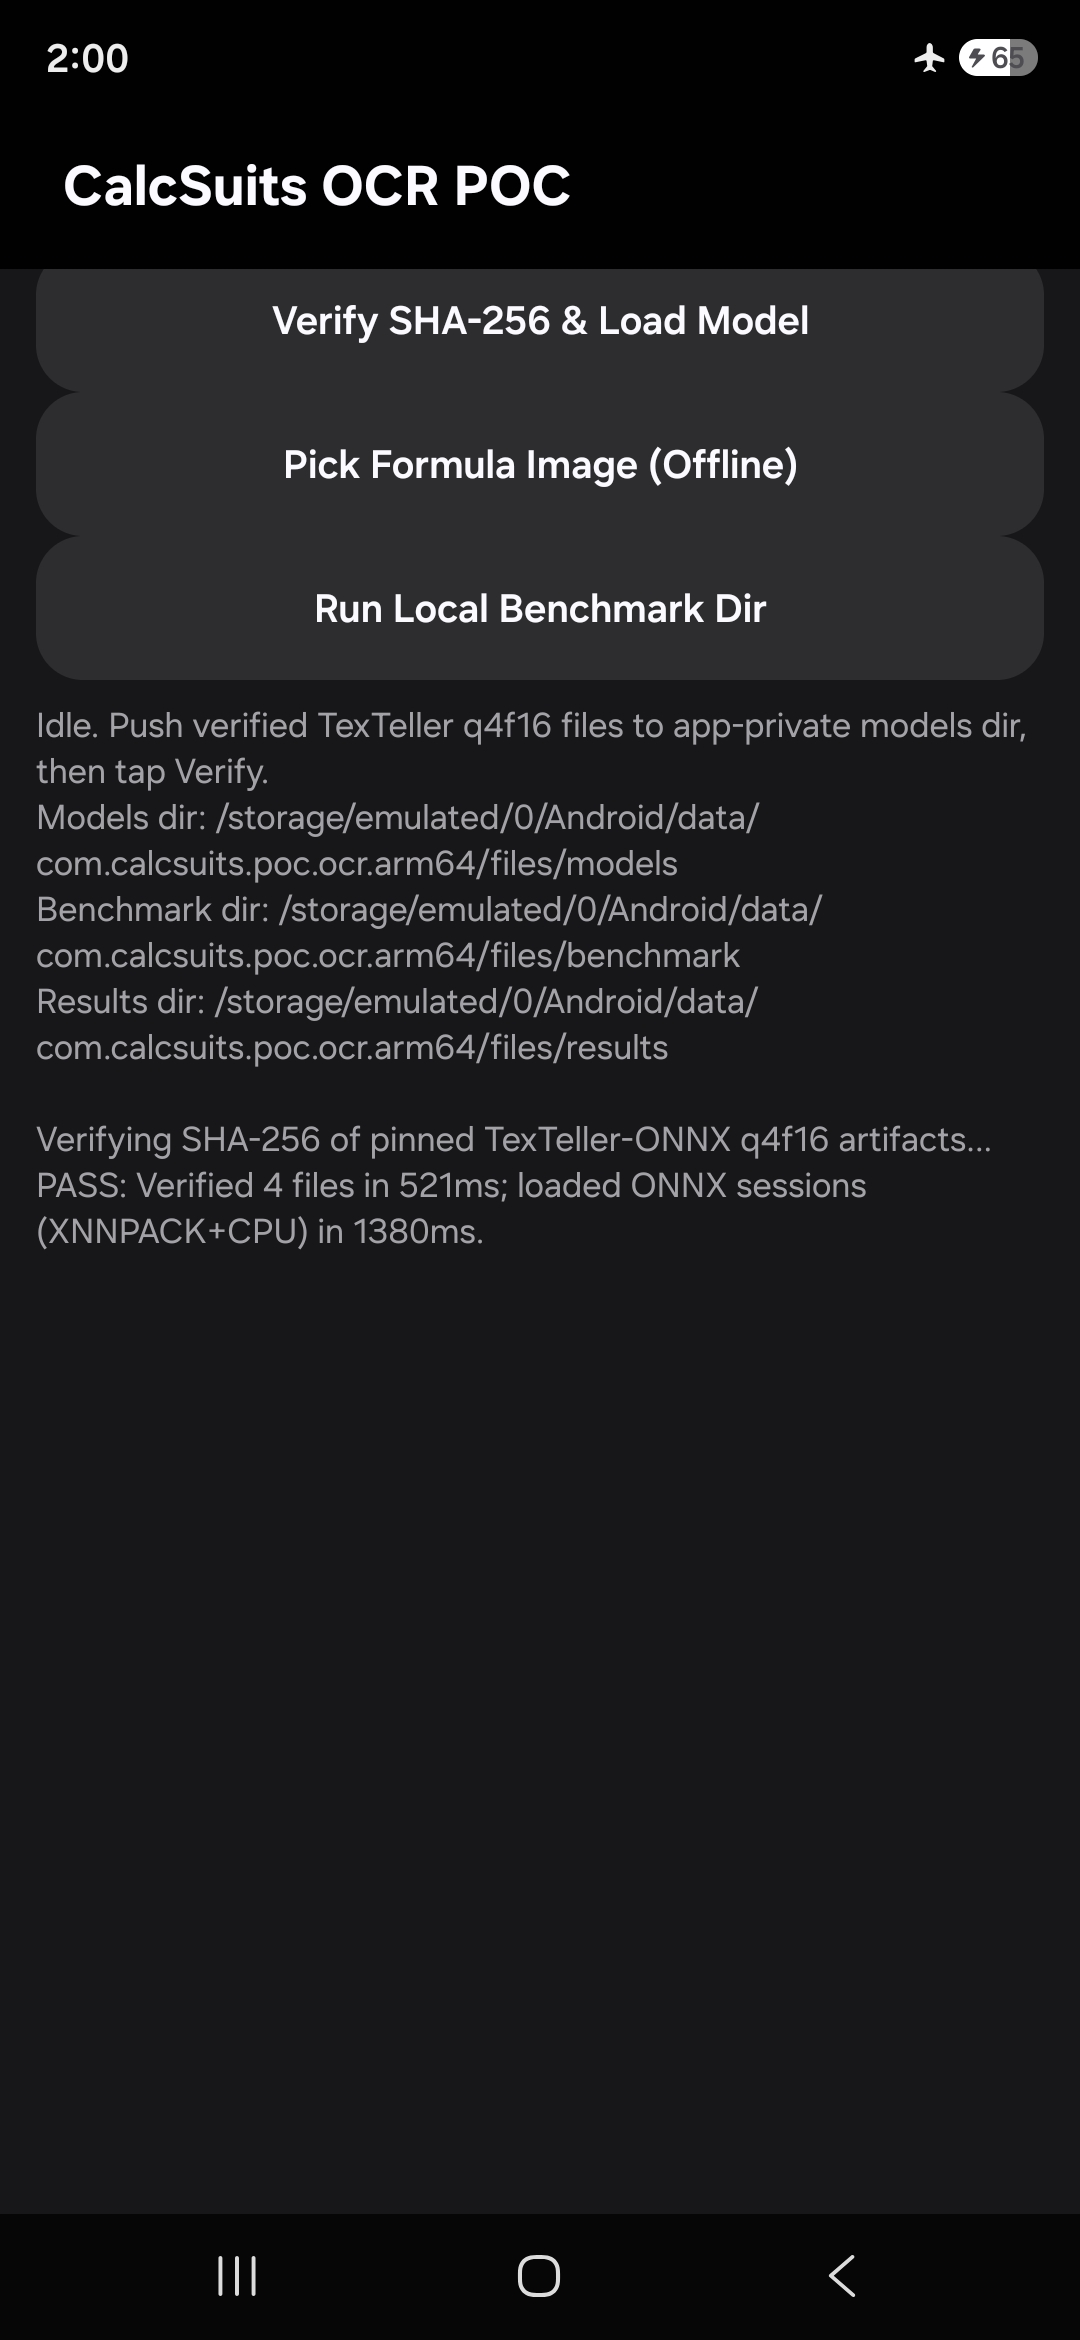 2:00
65
CalcSuits OCR POC
Verify SHA-256 & Load Model
Pick Formula Image (Offline)
Run Local Benchmark Dir
Idle. Push verified TexTeller q4f16 files to app-private models dir,
then tap Verify.
Models dir: /storage/emulated/0/Android/data/
com.calcsuits.poc.ocr.arm64/files/models
Benchmark dir: /storage/emulated/0/Android/data/
com.calcsuits.poc.ocr.arm64/files/benchmark
Results dir: /storage/emulated/0/Android/data/
com.calcsuits.poc.ocr.arm64/files/results
Verifying SHA-256 of pinned TexTeller-ONNX q4f16 artifacts...
PASS: Verified 4 files in 521ms; loaded ONNX sessions
(XNNPACK+CPU) in 1380ms.